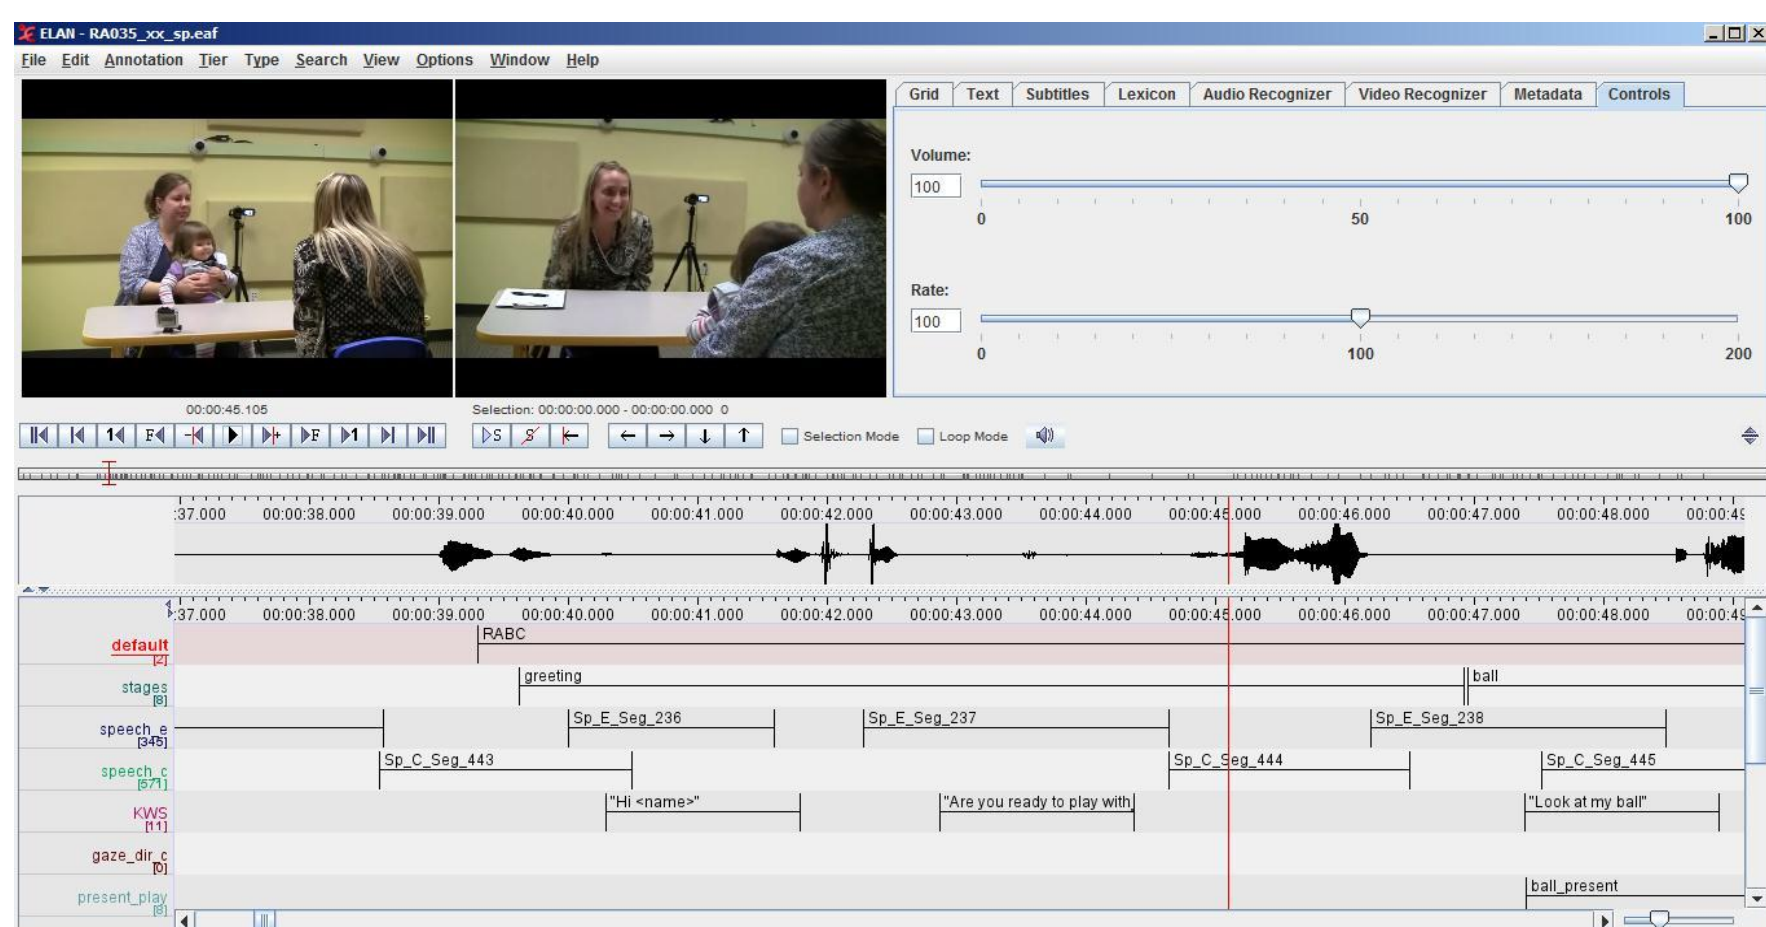 ELAN - RA035_xx_sp.eaf
File Edit Annotation Tier Type Search View Options Window Help
Grid Text Subtitles Lexicon Audio Recognizer Video Recognizer Metadata Controls
Volume:
100
0 50 100
Rate:
100
0 100 200
00:00:45.105 Selection: 00:00:00.000 - 00:00:00.000 0
1 F F 1 S S Selection Mode Loop Mode
:37.000 00:00:38.000 00:00:39.000 00:00:40.000 00:00:41.000 00:00:42.000 00:00:43.000 00:00:44.000 00:00:45.000 00:00:46.000 00:00:47.000 00:00:48.000 00:00:49
:37.000 00:00:38.000 00:00:39.000 00:00:40.000 00:00:41.000 00:00:42.000 00:00:43.000 00:00:44.000 00:00:45.000 00:00:46.000 00:00:47.000 00:00:48.000 00:00:49
default RABC
[2]
stages greeting ball
[8]
speech_e Sp_E_Seg_236 Sp_E_Seg_237 Sp_E_Seg_238
[345]
speech_c Sp_C_Seg_443 Sp_C_Seg_444 Sp_C_Seg_445
[571]
KWS "Hi <name>" "Are you ready to play with "Look at my ball"
[11]
gaze_dir_c
[0]
present_play ball_present
[8]